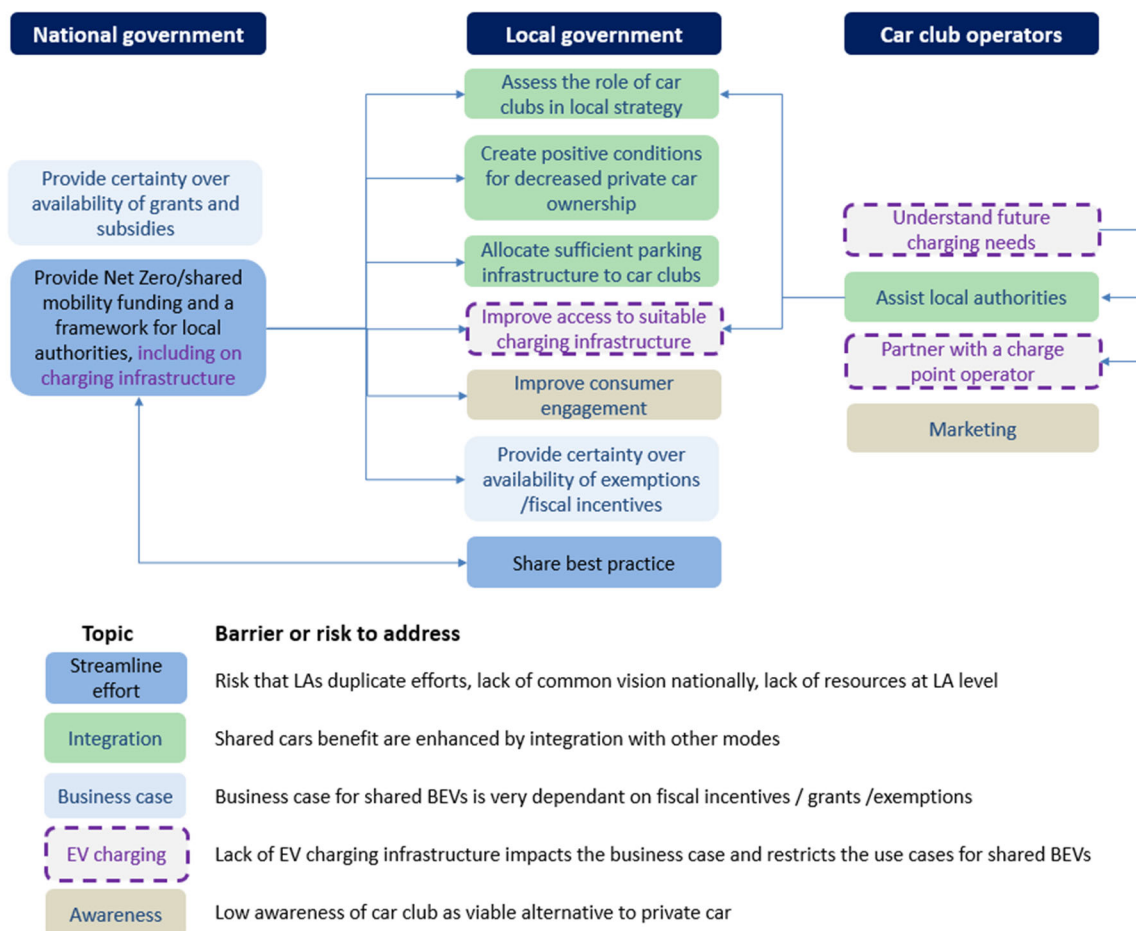 National government
Local government
Car club operators
Provide certainty over
availability of grants and
subsidies
Provide Net Zero/shared
mobility funding and a
framework for local
authorities, including on
charging infrastructure
Assess the role of car
clubs in local strategy
Create positive conditions
for decreased private car
ownership
Allocate sufficient parking
infrastructure to car clubs
Improve access to suitable
charging infrastructure
Improve consumer
engagement
Provide certainty over
availability of exemptions
/fiscal incentives
Share best practice
Understand future
charging needs
Assist local authorities
Partner with a charge
point operator
Marketing
Topic
Barrier or risk to address
Streamline
effort
Risk that LAs duplicate efforts, lack of common vision nationally, lack of resources at LA level
Integration
Shared cars benefit are enhanced by integration with other modes
Business case
Business case for shared BEVs is very dependant on fiscal incentives / grants /exemptions
EV charging
Lack of EV charging infrastructure impacts the business case and restricts the use cases for shared BEVs
Awareness
Low awareness of car club as viable alternative to private car